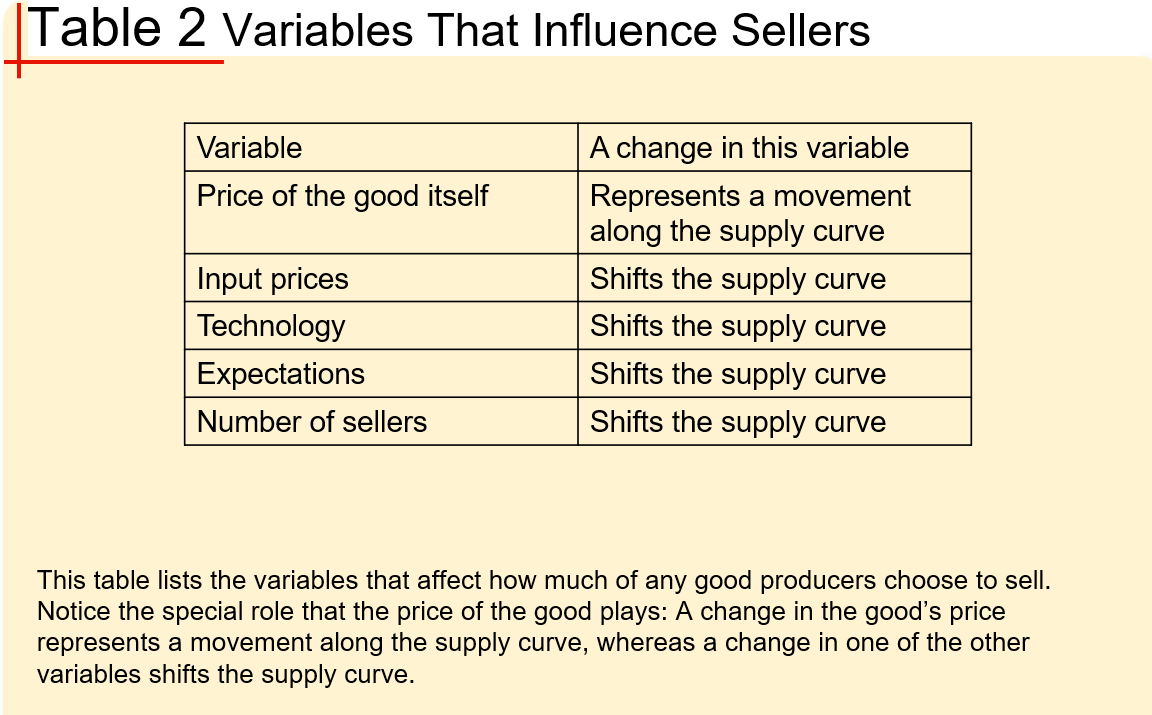 Table 2 Variables That Influence Sellers
Variable A change in this variable
Price of the good itself Represents a movement
along the supply curve
Input prices Shifts the supply curve
Technology Shifts the supply curve
Expectations Shifts the supply curve
Number of sellers Shifts the supply curve
This table lists the variables that affect how much of any good producers choose to sell.
Notice the special role that the price of the good plays: A change in the good’s price
represents a movement along the supply curve, whereas a change in one of the other
variables shifts the supply curve.